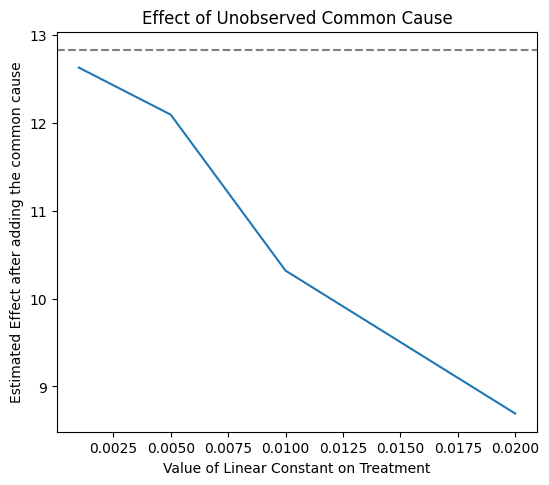 Effect of Unobserved Common Cause
Estimated Effect after adding the common cause
13
12
11
10
9
0.0025 0.0050 0.0075 0.0100 0.0125 0.0150 0.0175 0.0200
Value of Linear Constant on Treatment